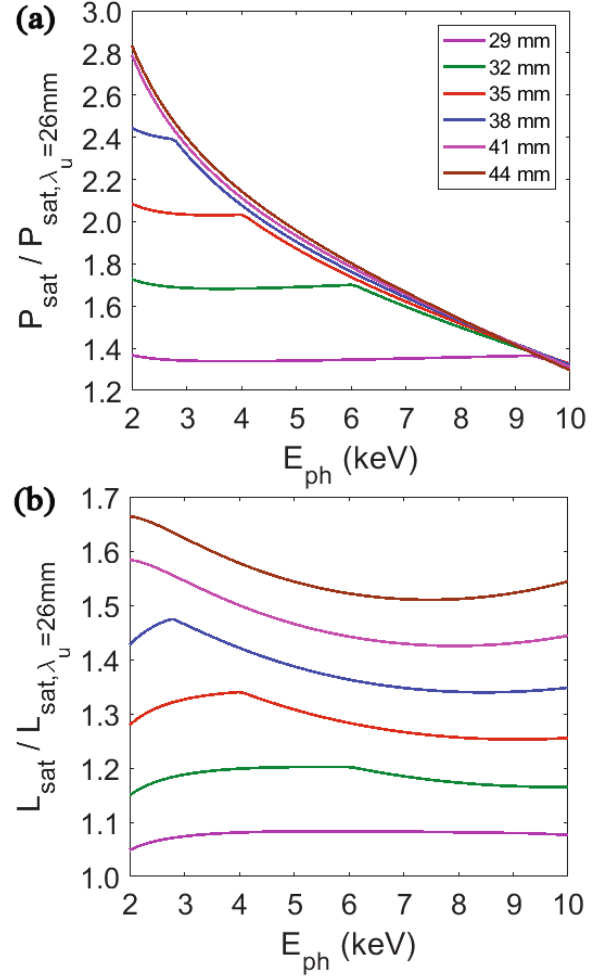 (a)
P_sat / P_sat,λ_u=26mm
3.0
2.8
2.6
2.4
2.2
2.0
1.8
1.6
1.4
1.2
29 mm
32 mm
35 mm
38 mm
41 mm
44 mm
2 3 4 5 6 7 8 9 10
E_ph (keV)
(b)
L_sat / L_sat,λ_u=26mm
1.7
1.6
1.5
1.4
1.3
1.2
1.1
1.0
2 3 4 5 6 7 8 9 10
E_ph (keV)